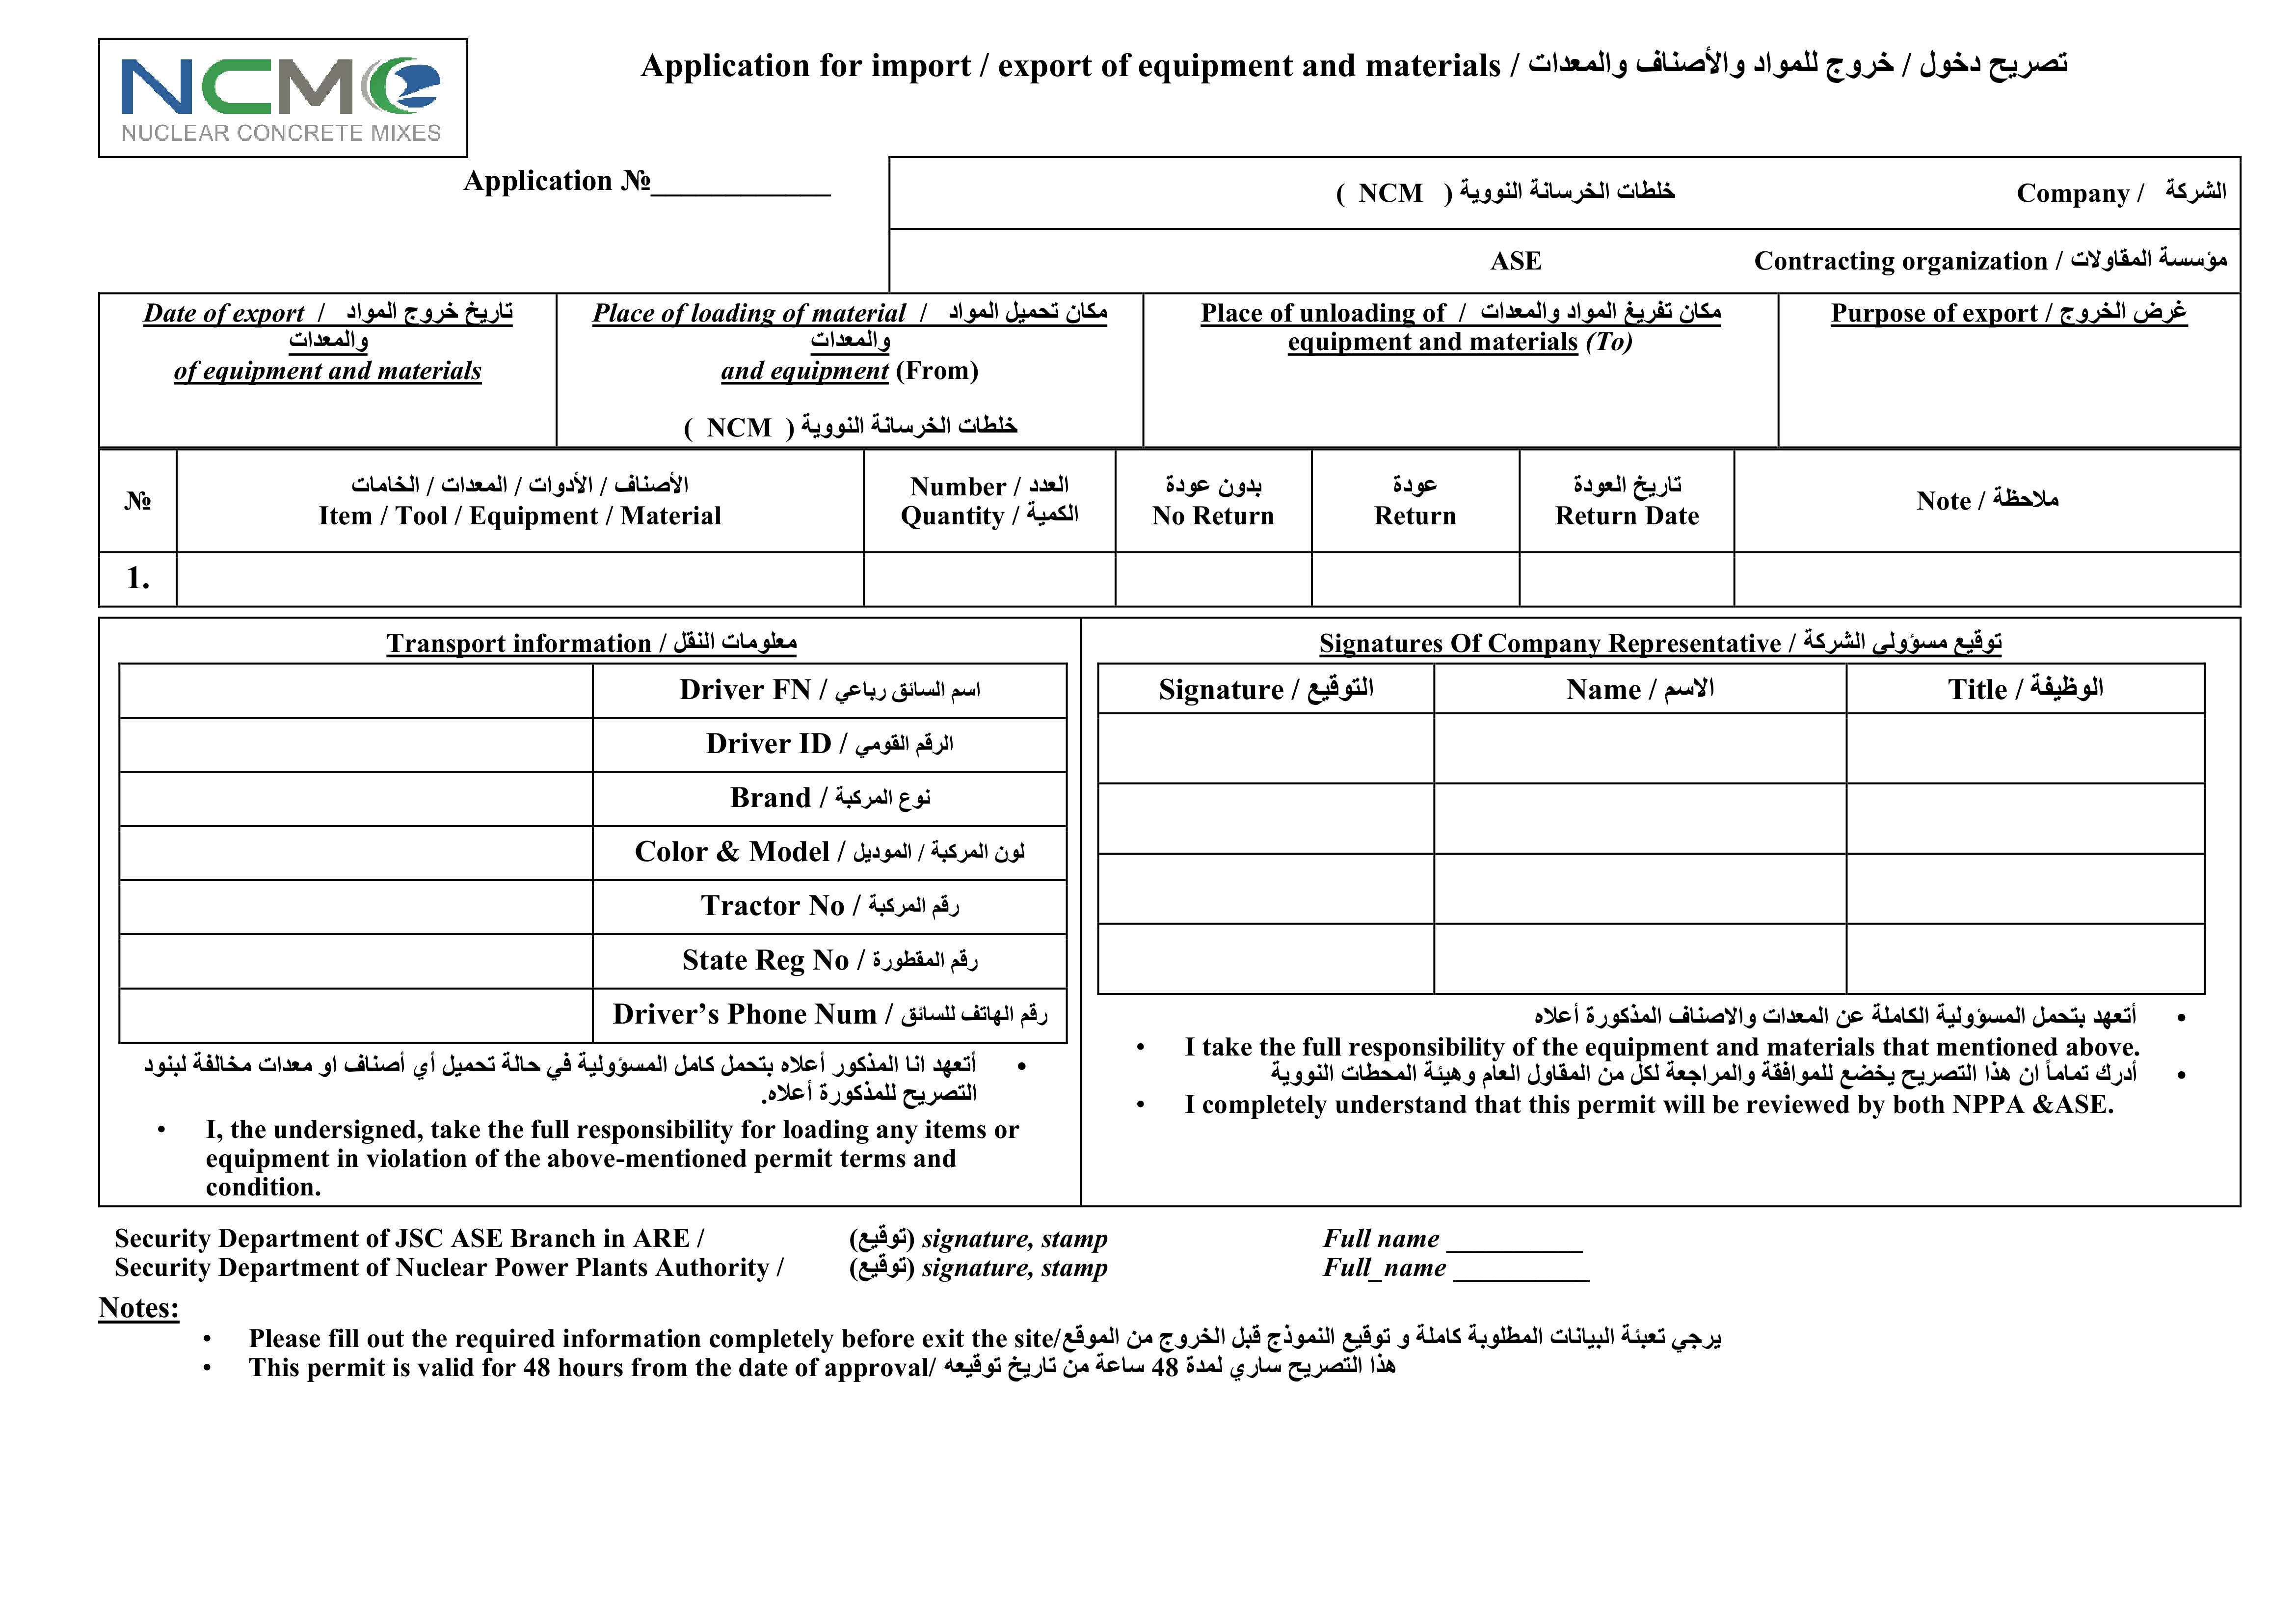 NCM
NUCLEAR CONCRETE MIXES
Application for import / export of equipment and materials / تصريح دخول / خروج للمواد والأصناف والمعدات
Application №____________
Company / الشركة خلطات الخرسانة النووية ( NCM )
Contracting organization / مؤسسة المقاولات ASE
Date of export / تاريخ خروج المواد
والمعدات
of equipment and materials
Place of loading of material / مكان تحميل المواد
والمعدات
and equipment (From)
خلطات الخرسانة النووية ( NCM )
Place of unloading of / مكان تفريغ المواد والمعدات
equipment and materials (To)
Purpose of export / غرض الخروج
№
الأصناف / الأدوات / المعدات / الخامات
Item / Tool / Equipment / Material
Number / العدد
Quantity / الكمية
بدون عودة
No Return
عودة
Return
تاريخ العودة
Return Date
Note / ملاحظة
1.
Transport information / معلومات النقل
Driver FN / اسم السائق رباعي
Driver ID / الرقم القومي
Brand / نوع المركبة
Color & Model / لون المركبة / الموديل
Tractor No / رقم المركبة
State Reg No / رقم المقطورة
Driver’s Phone Num / رقم الهاتف للسائق
• أتعهد انا المذكور أعلاه بتحمل كامل المسؤولية في حالة تحميل أي أصناف او معدات مخالفة لبنود
التصريح للمذكورة أعلاه.
• I, the undersigned, take the full responsibility for loading any items or
equipment in violation of the above-mentioned permit terms and
condition.
Signatures Of Company Representative / توقيع مسؤولي الشركة
Signature / التوقيع
Name / الاسم
Title / الوظيفة
• أتعهد بتحمل المسؤولية الكاملة عن المعدات والاصناف المذكورة أعلاه
• I take the full responsibility of the equipment and materials that mentioned above.
• أدرك تماماً ان هذا التصريح يخضع للموافقة والمراجعة لكل من المقاول العام وهيئة المحطات النووية
• I completely understand that this permit will be reviewed by both NPPA &ASE.
Security Department of JSC ASE Branch in ARE / (توقيع) signature, stamp Full name __________
Security Department of Nuclear Power Plants Authority / (توقيع) signature, stamp Full_name __________
Notes:
• Please fill out the required information completely before exit the site/يرجي تعبئة البيانات المطلوبة كاملة و توقيع النموذج قبل الخروج من الموقع
• This permit is valid for 48 hours from the date of approval/ هذا التصريح ساري لمدة 48 ساعة من تاريخ توقيعه